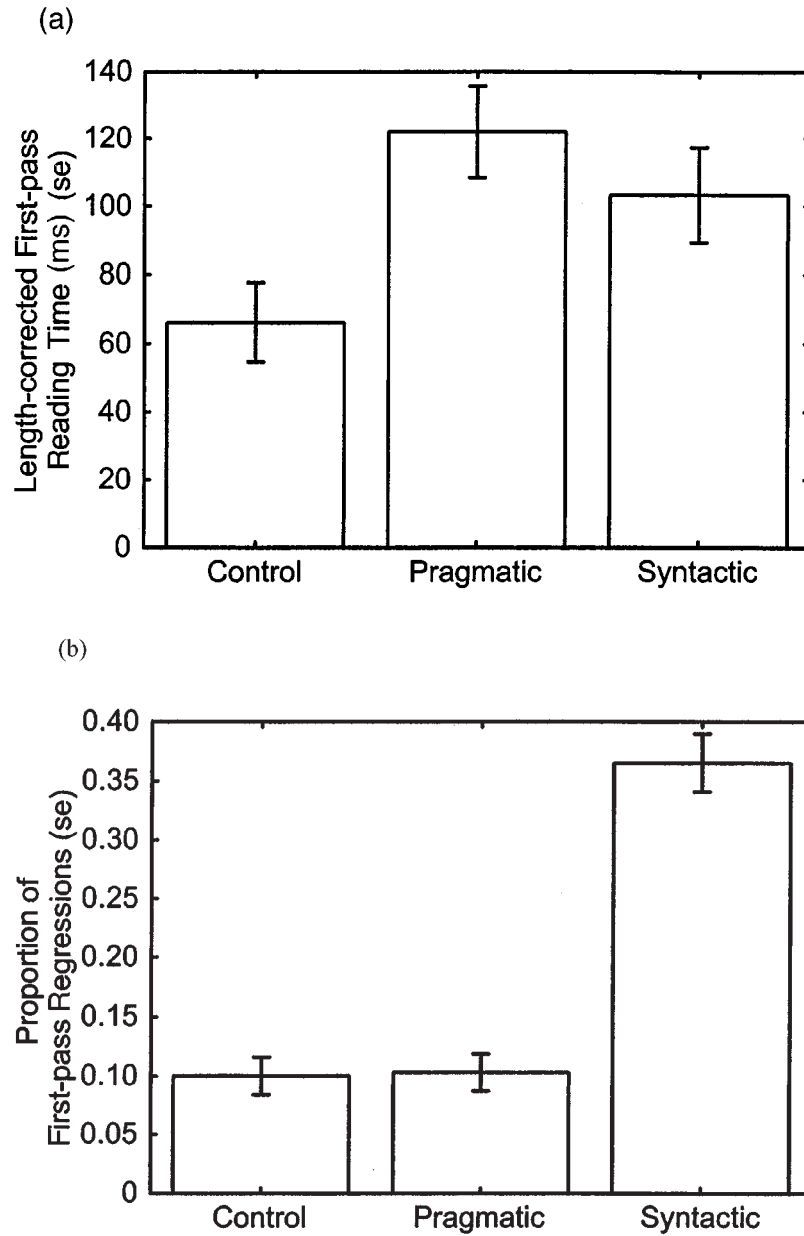 (a)
Length-corrected First-pass
Reading Time (ms) (se)
140
120
100
80
60
40
20
0
Control Pragmatic Syntactic
(b)
Proportion of
First-pass Regressions (se)
0.40
0.35
0.30
0.25
0.20
0.15
0.10
0.05
0
Control Pragmatic Syntactic